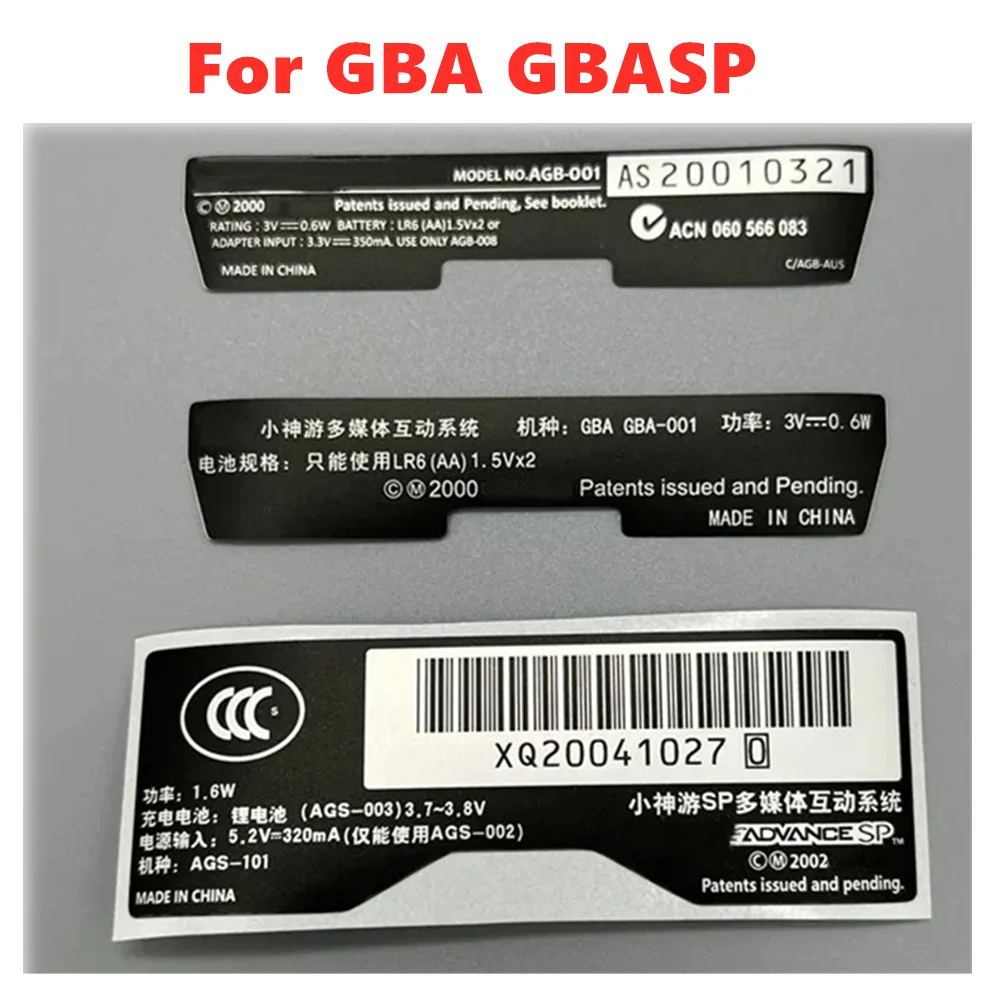 For GBA GBASP
MODEL NO.AGB-001 AS20010321
©Ⓜ2000 Patents issued and Pending, See booklet.
RATING : 3V⎓0.6W BATTERY : LR6 (AA)1.5Vx2 or
ADAPTER INPUT : 3.3V⎓350mA. USE ONLY AGB-008
MADE IN CHINA
ACN 060 566 083
C/AGB-AUS
小神游多媒体互动系统 机种: GBA GBA-001 功率: 3V⎓0.6W
电池规格: 只能使用LR6(AA)1.5Vx2
©Ⓜ2000 Patents issued and Pending.
MADE IN CHINA
CCC S
XQ20041027 0
功率: 1.6W
充电电池: 锂电池 (AGS-003)3.7~3.8V
电源输入: 5.2V=320mA(仅能使用AGS-002)
机种: AGS-101
MADE IN CHINA
小神游SP多媒体互动系统
ADVANCE SP™
©Ⓜ2002
Patents issued and pending.